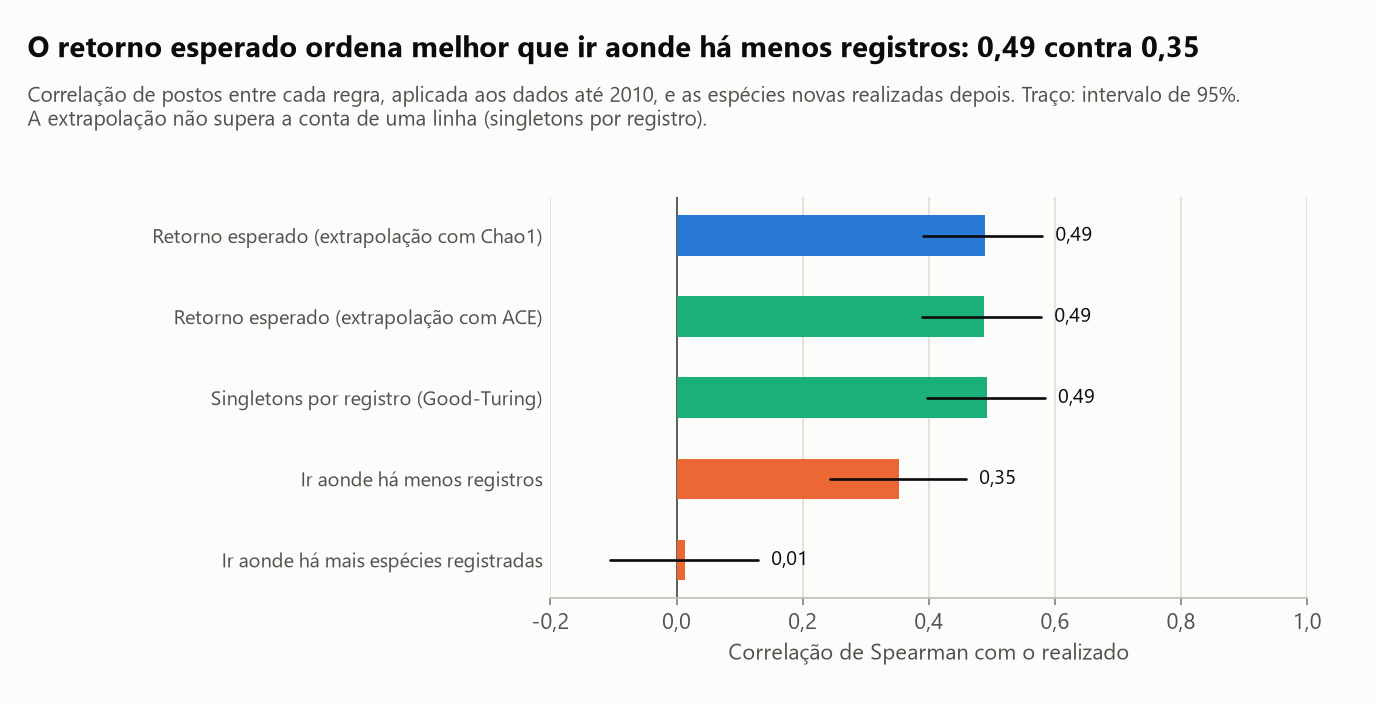 O retorno esperado ordena melhor que ir aonde há menos registros: 0,49 contra 0,35
Correlação de postos entre cada regra, aplicada aos dados até 2010, e as espécies novas realizadas depois. Traço: intervalo de 95%.
A extrapolação não supera a conta de uma linha (singletons por registro).
Retorno esperado (extrapolação com Chao1)
0,49
Retorno esperado (extrapolação com ACE)
0,49
Singletons por registro (Good-Turing)
0,49
Ir aonde há menos registros
0,35
Ir aonde há mais espécies registradas
0,01
-0,2 0,0 0,2 0,4 0,6 0,8 1,0
Correlação de Spearman com o realizado